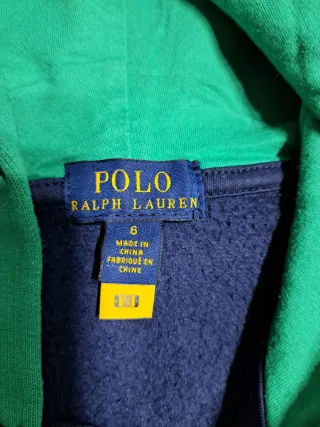 POLO
RALPH LAUREN
6
MADE IN
CHINA
FABRIQUÉ EN
CHINE